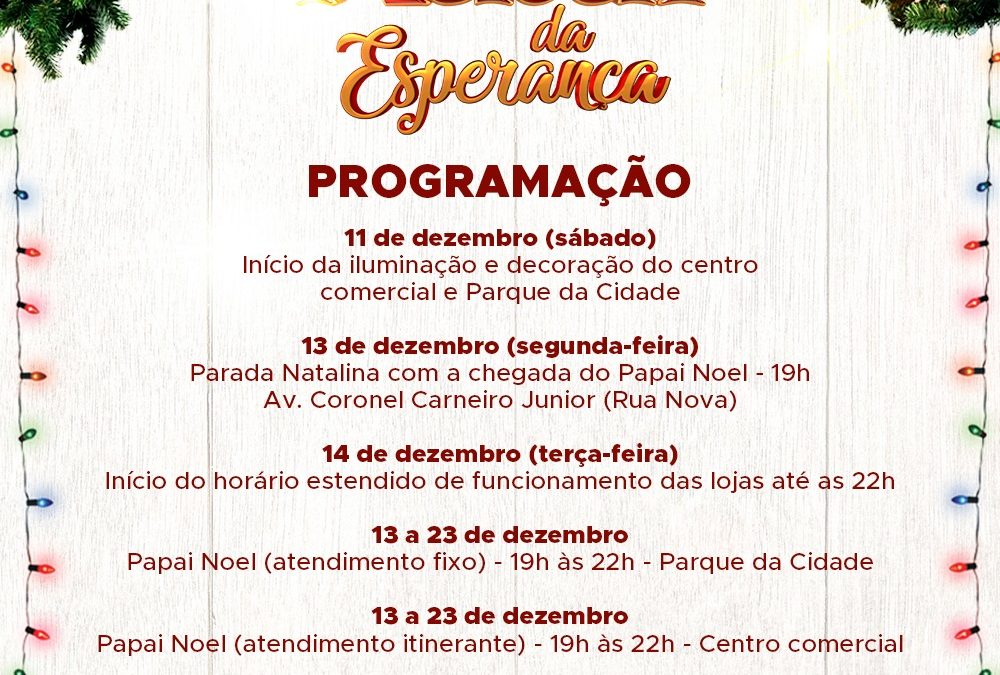 da
Esperança
PROGRAMAÇÃO
11 de dezembro (sábado)
Início da iluminação e decoração do centro
comercial e Parque da Cidade
13 de dezembro (segunda-feira)
Parada Natalina com a chegada do Papai Noel - 19h
Av. Coronel Carneiro Junior (Rua Nova)
14 de dezembro (terça-feira)
Início do horário estendido de funcionamento das lojas até as 22h
13 a 23 de dezembro
Papai Noel (atendimento fixo) - 19h às 22h - Parque da Cidade
13 a 23 de dezembro
Papai Noel (atendimento itinerante) - 19h às 22h - Centro comercial